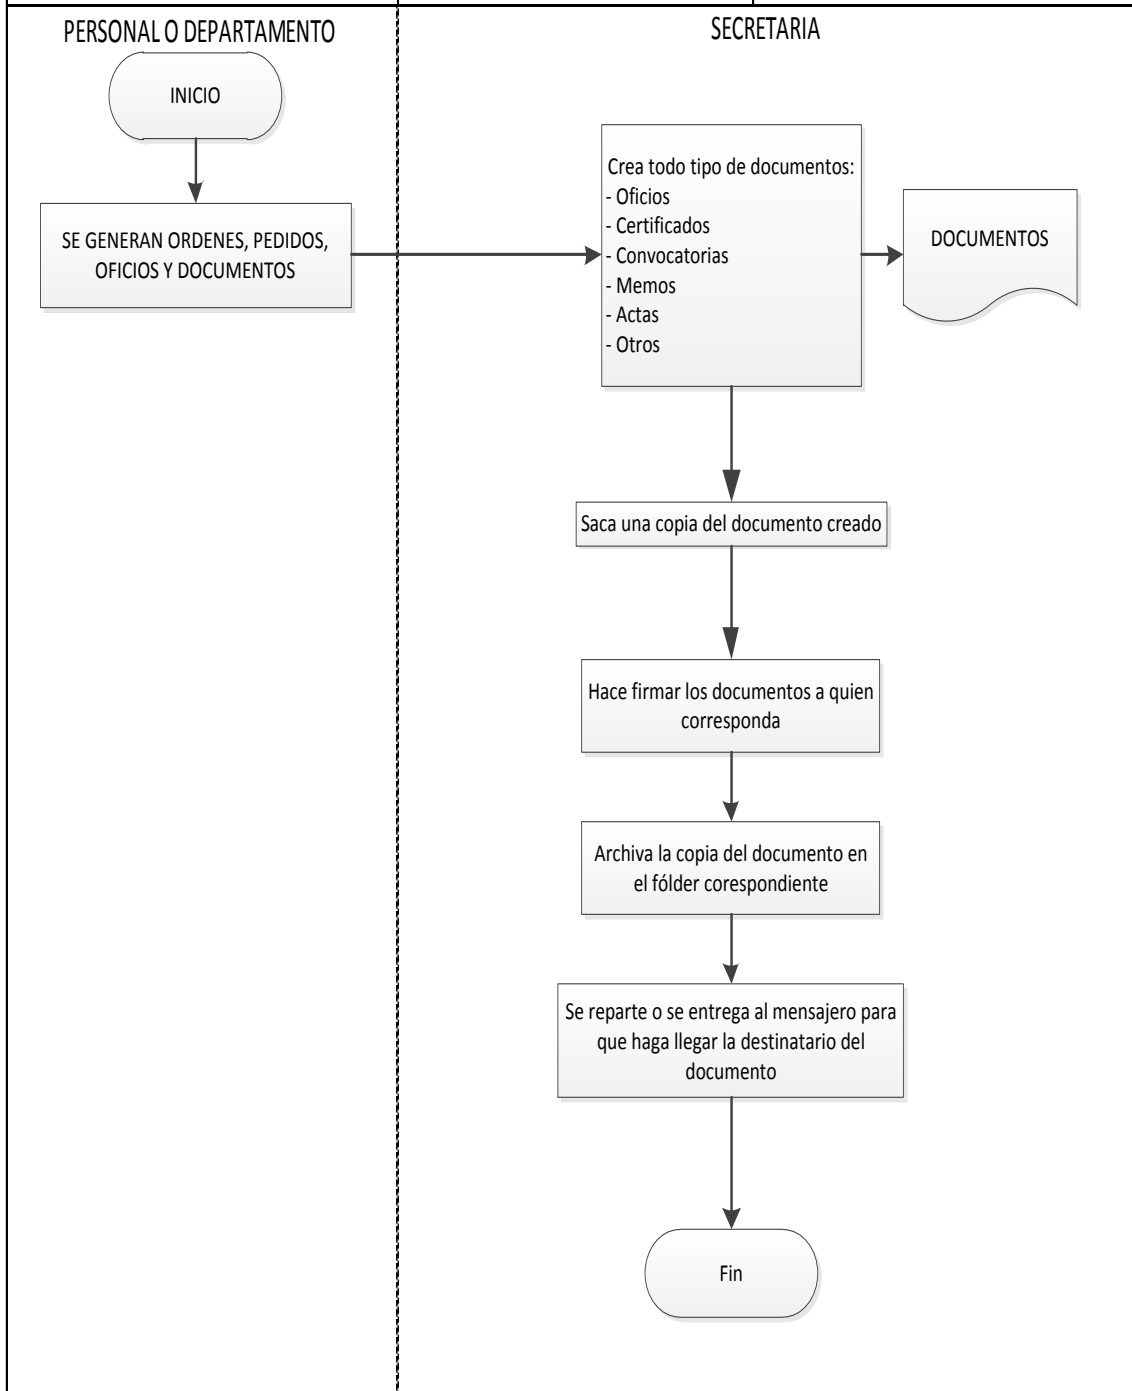 PERSONAL O DEPARTAMENTO
SECRETARIA
INICIO
SE GENERAN ORDENES, PEDIDOS,
OFICIOS Y DOCUMENTOS
Crea todo tipo de documentos:
- Oficios
- Certificados
- Convocatorias
- Memos
- Actas
- Otros
DOCUMENTOS
Saca una copia del documento creado
Hace firmar los documentos a quien
corresponda
Archiva la copia del documento en
el fólder corespondiente
Se reparte o se entrega al mensajero para
que haga llegar la destinatario del
documento
Fin